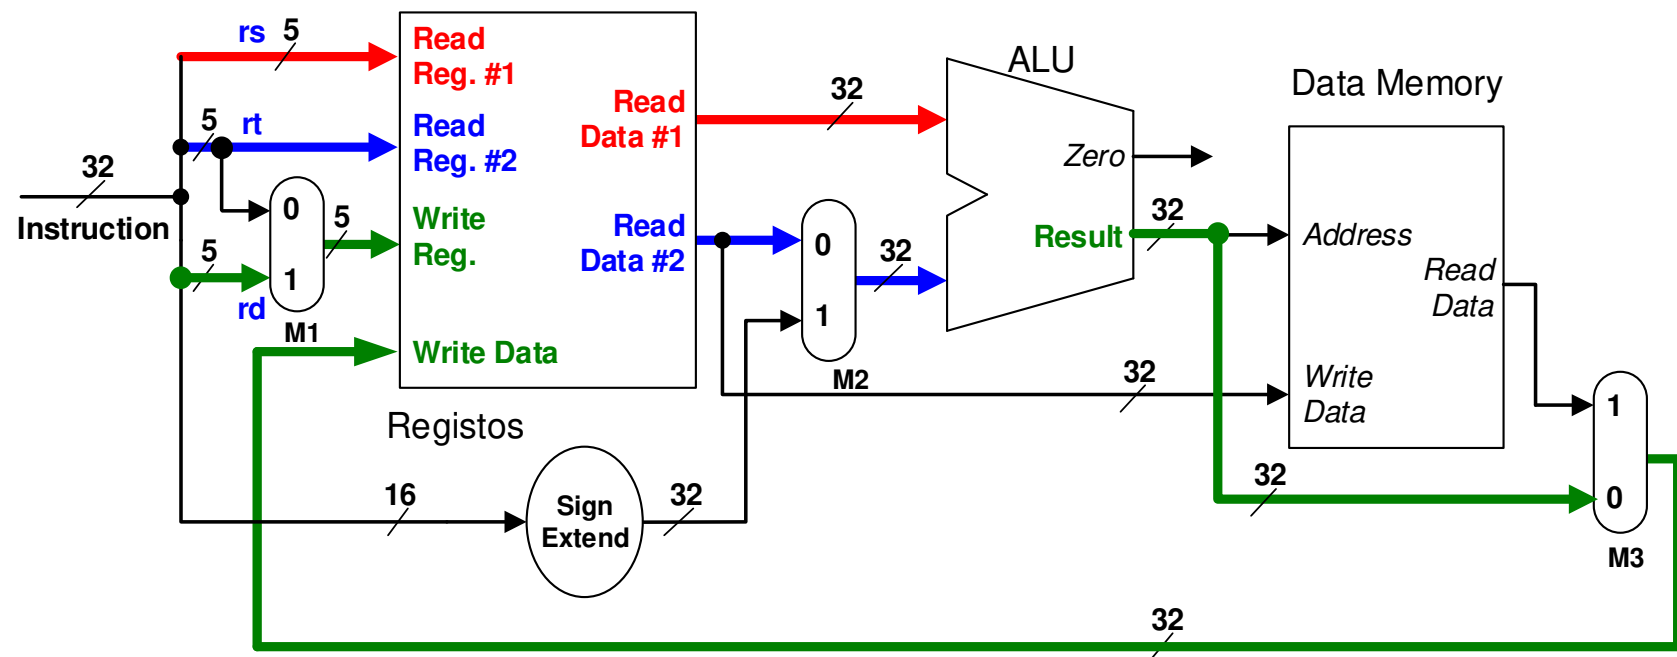 rs 5
Read
Reg. #1
ALU
Data Memory
32
Read
Data #1
5 rt
Read
Reg. #2
Zero
32
Instruction
0
1
M1
5
5
rd
Write
Reg.
Read
Data #2
0
1
M2
32
Result
32
Address
Read
Data
Write Data
32
Write
Data
1
0
M3
Registos
16
Sign
Extend
32
32
32